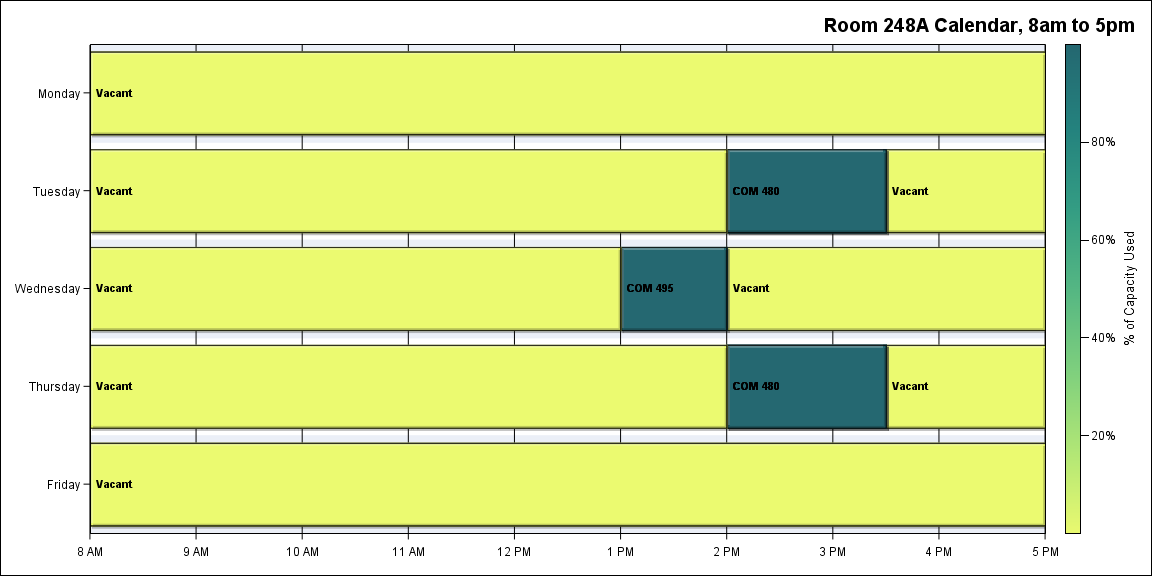 Room 248A Calendar, 8am to 5pm
Monday
Vacant
Tuesday
Vacant
COM 480
Vacant
Wednesday
Vacant
COM 495
Vacant
Thursday
Vacant
COM 480
Vacant
Friday
Vacant
8 AM 9 AM 10 AM 11 AM 12 PM 1 PM 2 PM 3 PM 4 PM 5 PM
80%
60%
40%
20%
% of Capacity Used